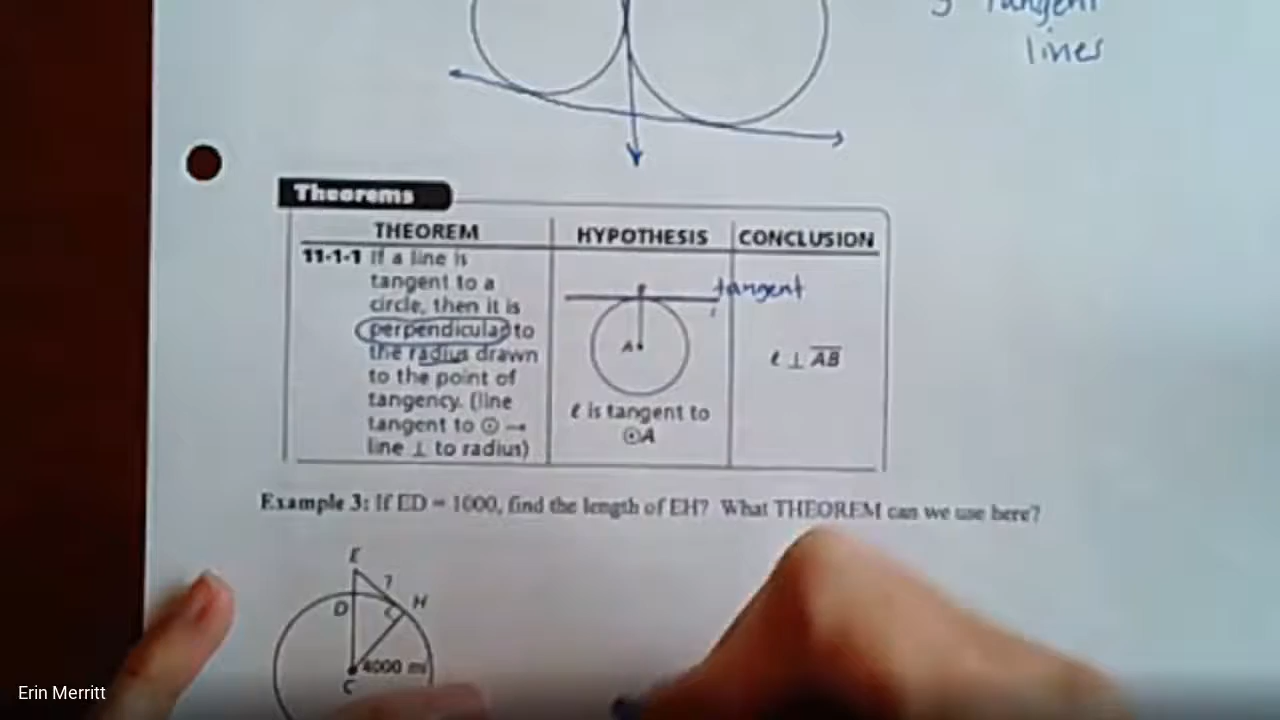 tangent
lines
Theorems
THEOREM
HYPOTHESIS
CONCLUSION
11-1-1 If a line is
tangent to a
circle, then it is
perpendicular to
the radius drawn
to the point of
tangency. (line
tangent to ⊙ →
line ⊥ to radius)
tangent
A
ℓ is tangent to
⊙A
ℓ ⊥ AB
Example 3: If ED = 1000, find the length of EH? What THEOREM can we use here?
E
?
D
H
4000 mi
C
Erin Merritt